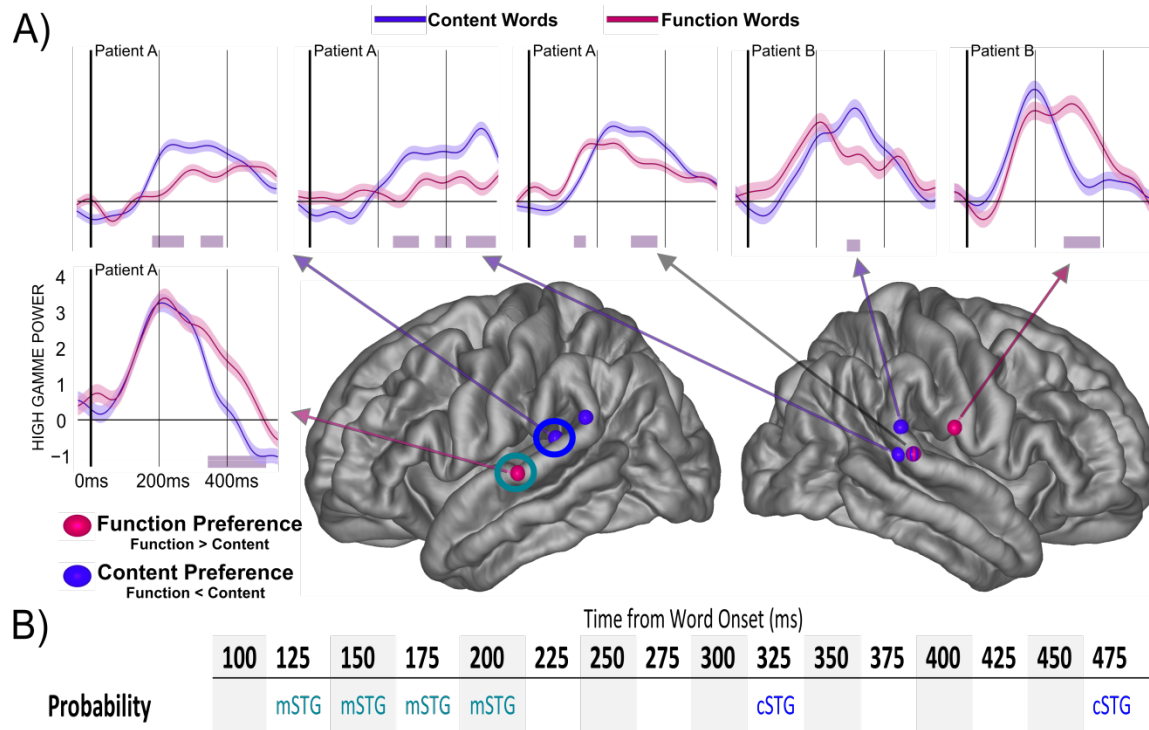 A)
Content Words
Function Words
Patient A
Patient A
Patient A
Patient B
Patient B
Patient A
HIGH GAMME POWER
4
3
2
1
0
−1
0ms 200ms 400ms
Function Preference
Function > Content
Content Preference
Function < Content
B)
Time from Word Onset (ms)
100 125 150 175 200 225 250 275 300 325 350 375 400 425 450 475
Probability mSTG mSTG mSTG mSTG cSTG cSTG